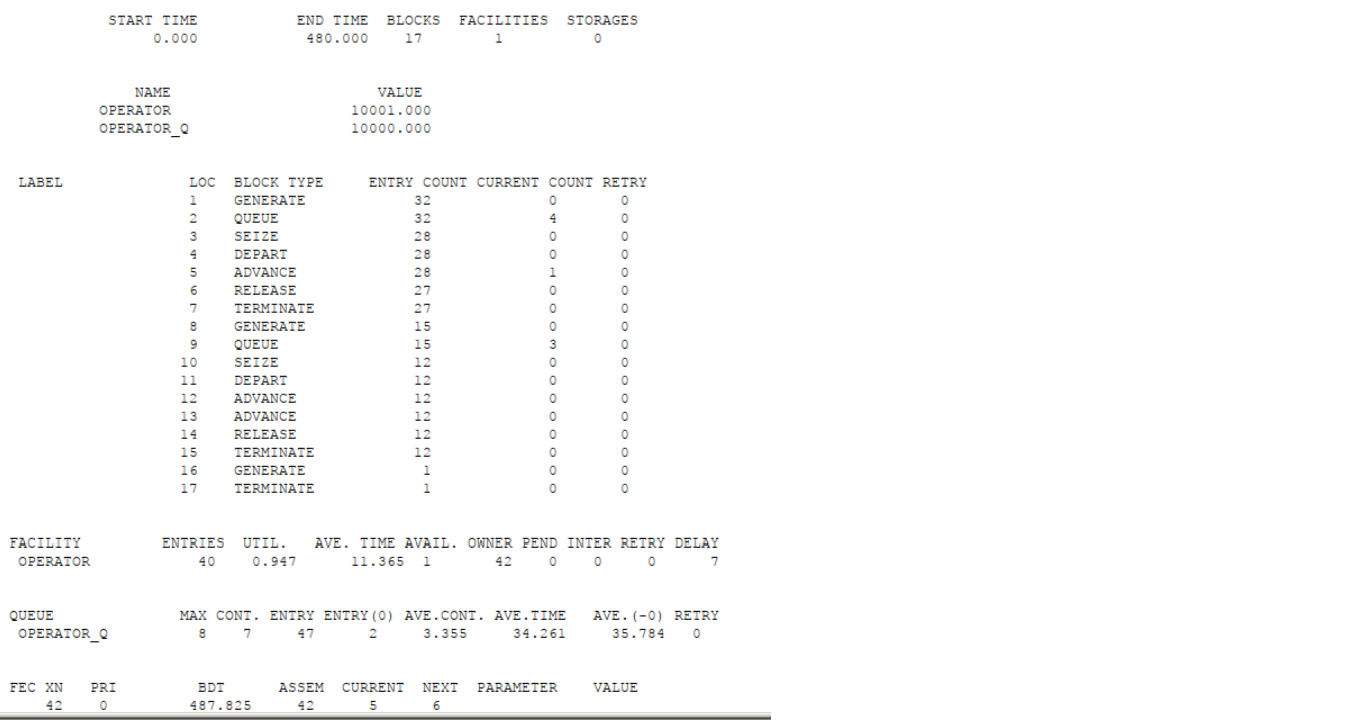 START TIME END TIME BLOCKS FACILITIES STORAGES
0.000 480.000 17 1 0
NAME VALUE
OPERATOR 10001.000
OPERATOR_Q 10000.000
LABEL LOC BLOCK TYPE ENTRY COUNT CURRENT COUNT RETRY
1 GENERATE 32 0 0
2 QUEUE 32 4 0
3 SEIZE 28 0 0
4 DEPART 28 0 0
5 ADVANCE 28 1 0
6 RELEASE 27 0 0
7 TERMINATE 27 0 0
8 GENERATE 15 0 0
9 QUEUE 15 3 0
10 SEIZE 12 0 0
11 DEPART 12 0 0
12 ADVANCE 12 0 0
13 ADVANCE 12 0 0
14 RELEASE 12 0 0
15 TERMINATE 12 0 0
16 GENERATE 1 0 0
17 TERMINATE 1 0 0
FACILITY ENTRIES UTIL. AVE. TIME AVAIL. OWNER PEND INTER RETRY DELAY
OPERATOR 40 0.947 11.365 1 42 0 0 0 7
QUEUE MAX CONT. ENTRY ENTRY(0) AVE.CONT. AVE.TIME AVE.(-0) RETRY
OPERATOR_Q 8 7 47 2 3.355 34.261 35.784 0
FEC XN PRI BDT ASSEM CURRENT NEXT PARAMETER VALUE
42 0 487.825 42 5 6